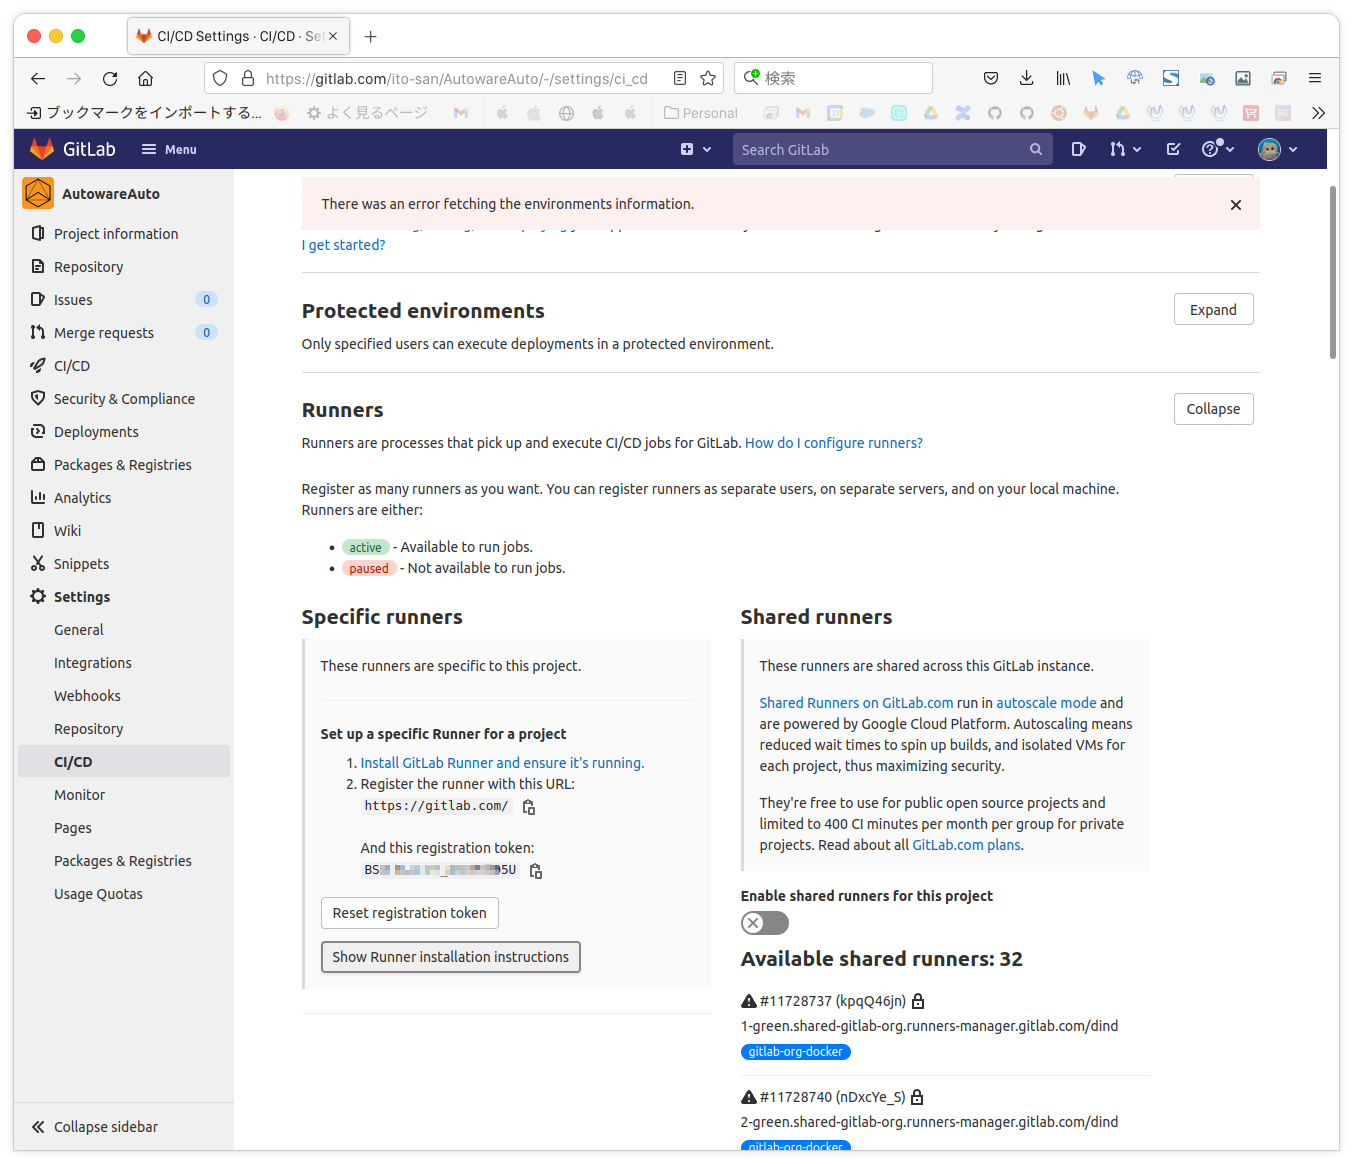 CI/CD Settings · CI/CD · Set
https://gitlab.com/ito-san/AutowareAuto/-/settings/ci_cd
検索
ブックマークをインポートする...
よく見るページ
Personal
GitLab
Menu
Search GitLab
AutowareAuto
Project information
Repository
Issues 0
Merge requests 0
CI/CD
Security & Compliance
Deployments
Packages & Registries
Analytics
Wiki
Snippets
Settings
General
Integrations
Webhooks
Repository
CI/CD
Monitor
Pages
Packages & Registries
Usage Quotas
Collapse sidebar
There was an error fetching the environments information.
I get started?
Protected environments
Expand
Only specified users can execute deployments in a protected environment.
Runners
Collapse
Runners are processes that pick up and execute CI/CD jobs for GitLab. How do I configure runners?
Register as many runners as you want. You can register runners as separate users, on separate servers, and on your local machine.
Runners are either:
• active - Available to run jobs.
• paused - Not available to run jobs.
Specific runners
These runners are specific to this project.
Set up a specific Runner for a project
1. Install GitLab Runner and ensure it's running.
2. Register the runner with this URL:
https://gitlab.com/
And this registration token:
Reset registration token
Show Runner installation instructions
Shared runners
These runners are shared across this GitLab instance.
Shared Runners on GitLab.com run in autoscale mode and
are powered by Google Cloud Platform. Autoscaling means
reduced wait times to spin up builds, and isolated VMs for
each project, thus maximizing security.
They're free to use for public open source projects and
limited to 400 CI minutes per month per group for private
projects. Read about all GitLab.com plans.
Enable shared runners for this project
Available shared runners: 32
#11728737 (kpqQ46jn)
1-green.shared-gitlab-org.runners-manager.gitlab.com/dind
gitlab-org-docker
#11728740 (nDxcYe_S)
2-green.shared-gitlab-org.runners-manager.gitlab.com/dind
gitlab-org-docker